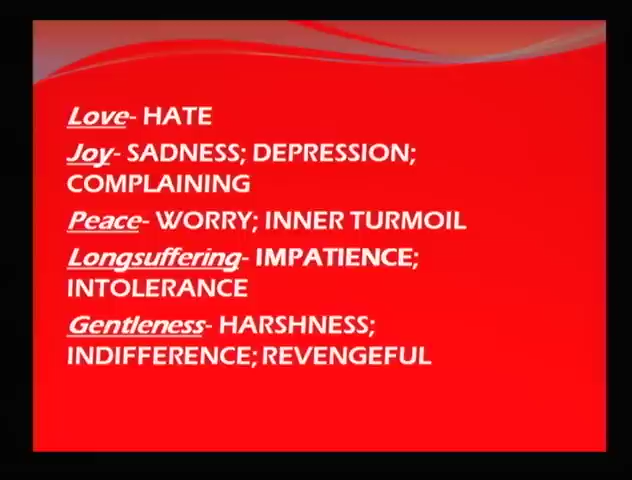 Love- HATE
Joy- SADNESS; DEPRESSION;
COMPLAINING
Peace- WORRY; INNER TURMOIL
Longsuffering- IMPATIENCE;
INTOLERANCE
Gentleness- HARSHNESS;
INDIFFERENCE; REVENGEFUL